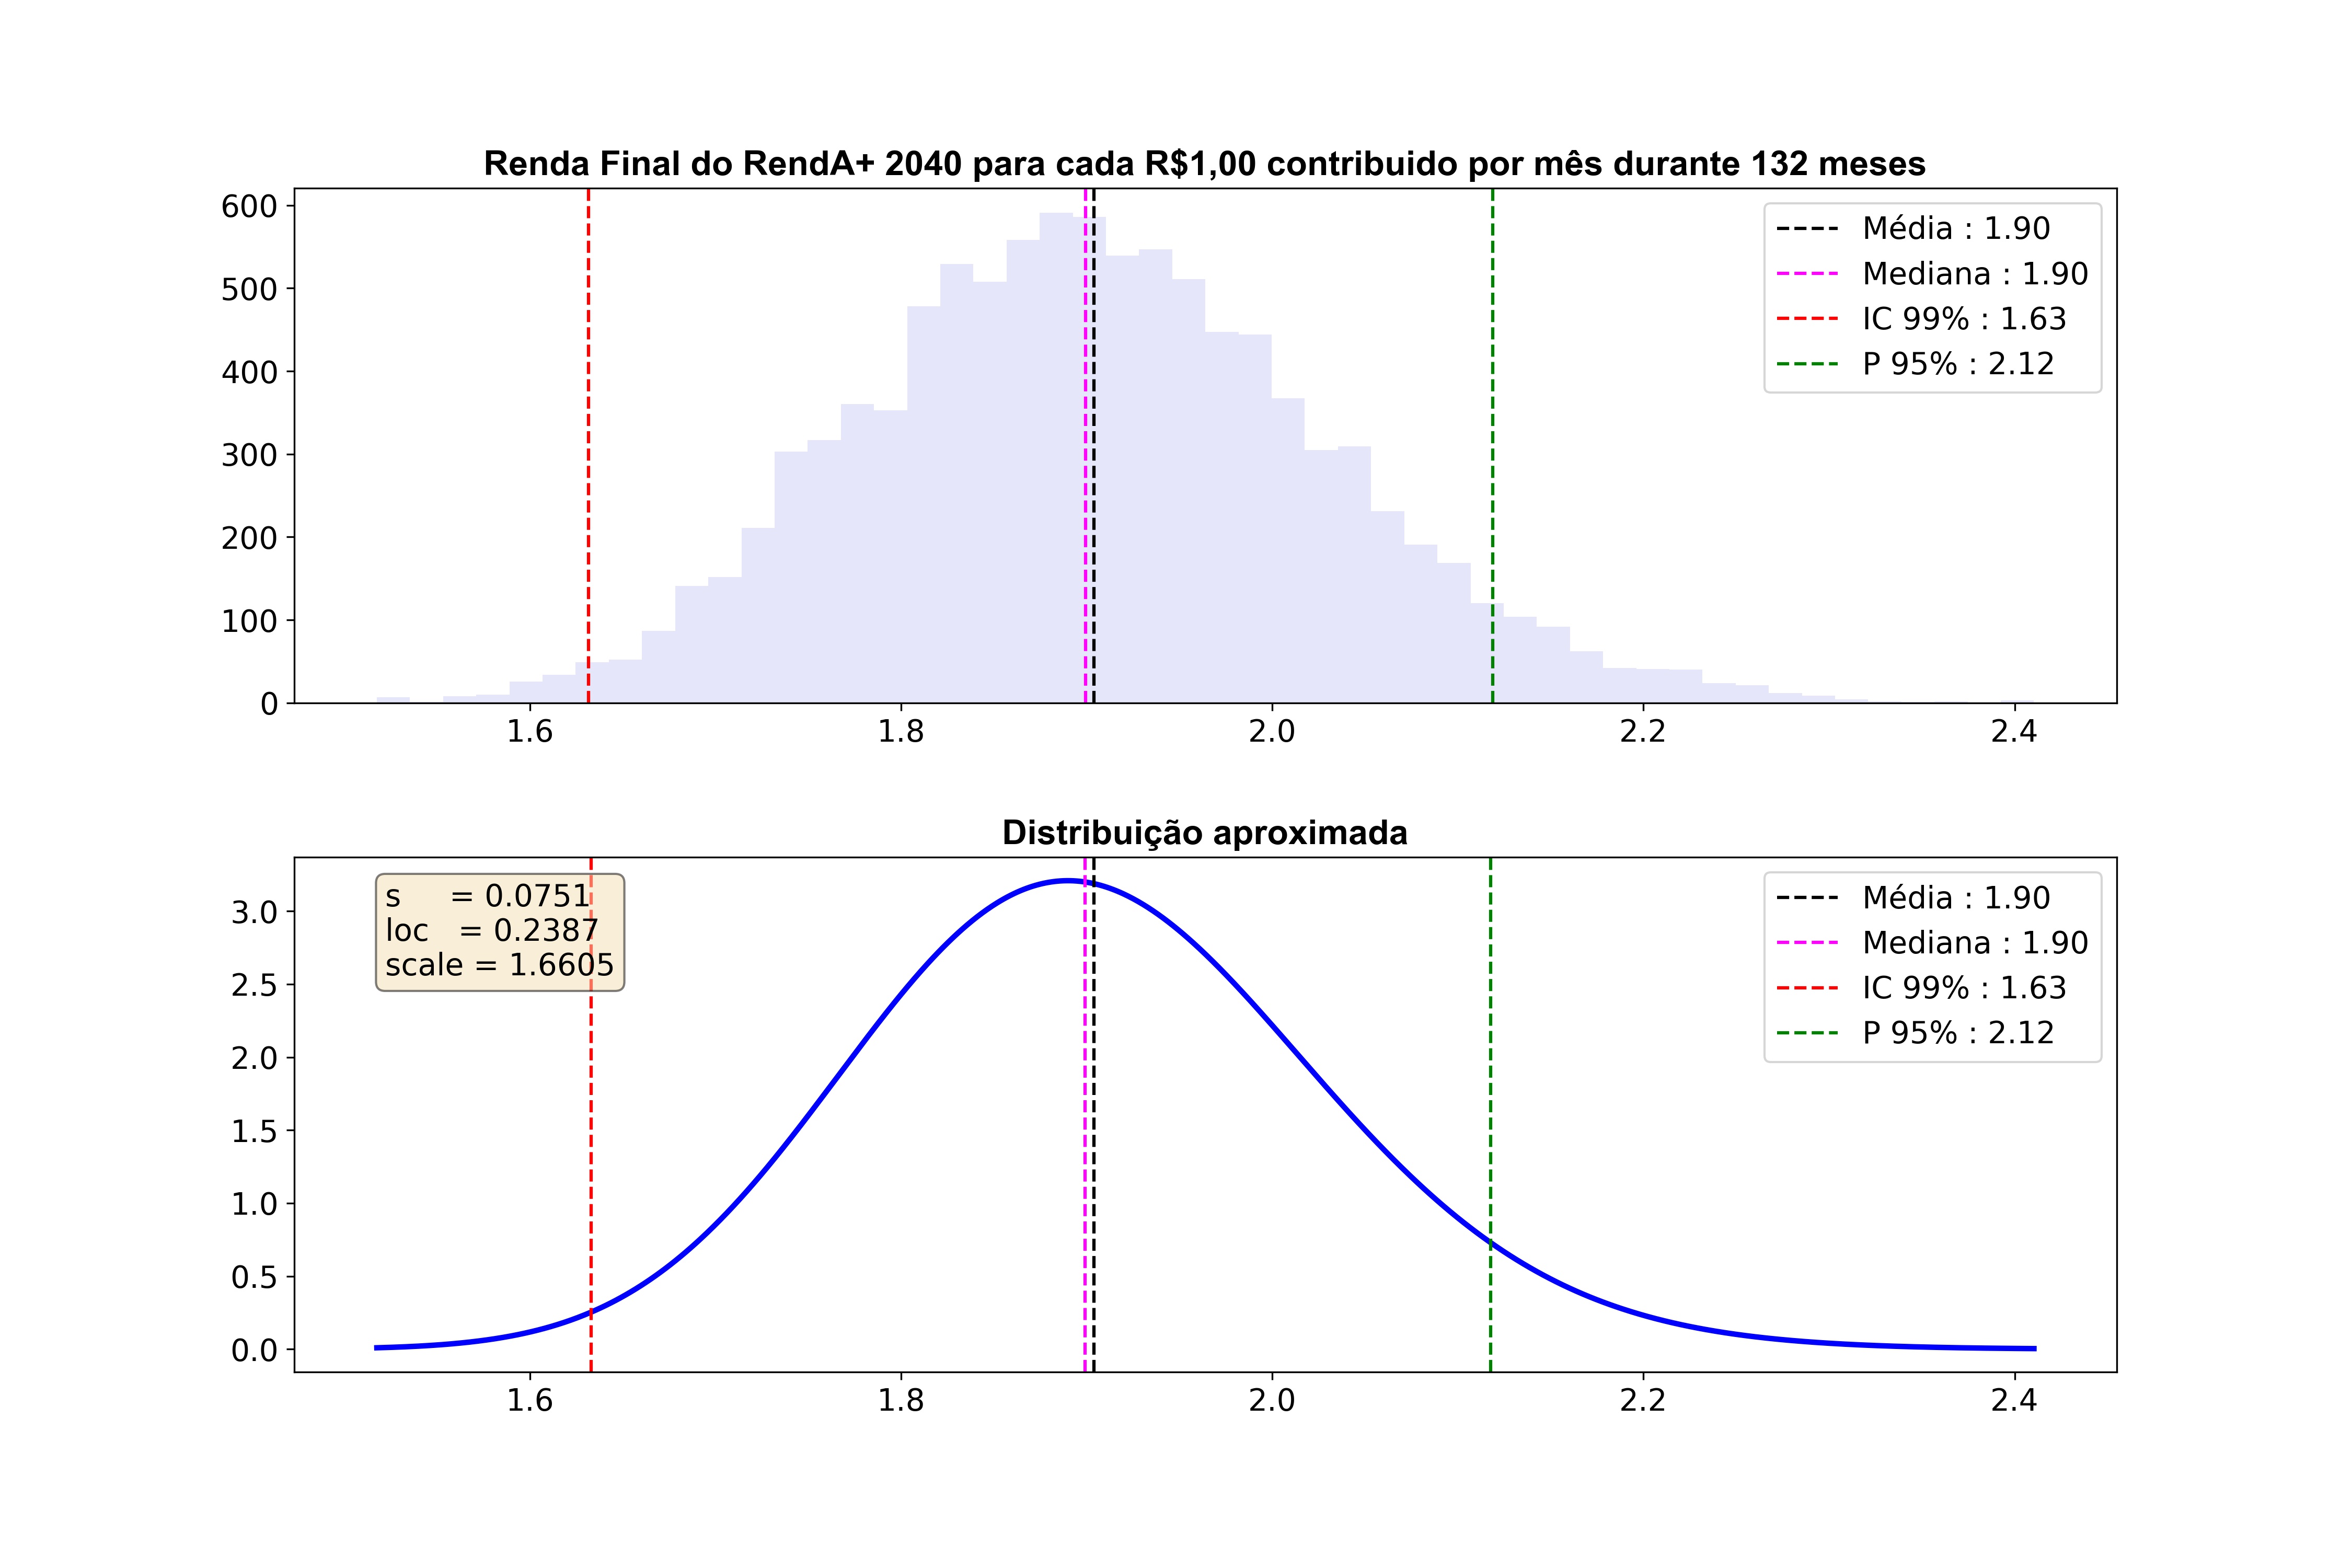 Renda Final do RendA+ 2040 para cada R$1,00 contribuido por mês durante 132 meses
600
500
400
300
200
100
0
Média : 1.90
Mediana : 1.90
IC 99% : 1.63
P 95% : 2.12
1.6 1.8 2.0 2.2 2.4
Distribuição aproximada
s = 0.0751
loc = 0.2387
scale = 1.6605
3.0
2.5
2.0
1.5
1.0
0.5
0.0
Média : 1.90
Mediana : 1.90
IC 99% : 1.63
P 95% : 2.12
1.6 1.8 2.0 2.2 2.4